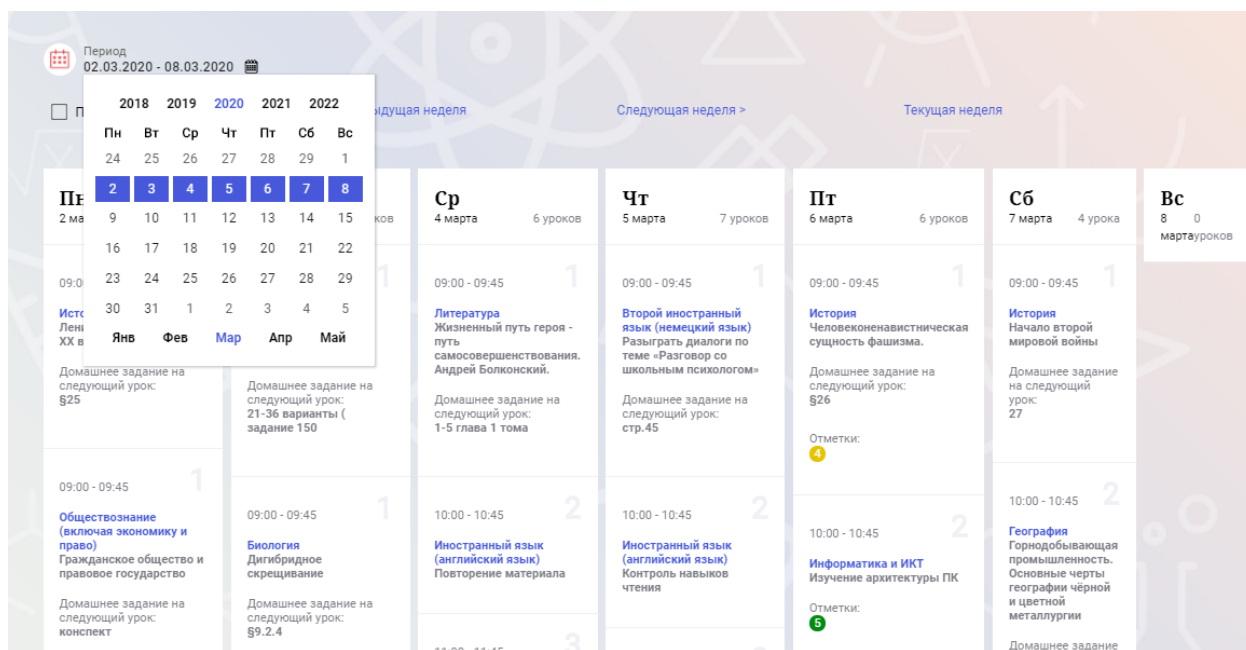 Период
02.03.2020 - 08.03.2020
2018 2019 2020 2021 2022
Пн Вт Ср Чт Пт Сб Вс
24 25 26 27 28 29 1
2 3 4 5 6 7 8
9 10 11 12 13 14 15
16 17 18 19 20 21 22
23 24 25 26 27 28 29
30 31 1 2 3 4 5
Янв Фев Мар Апр Май
неделя
Следующая неделя >
Текущая неделя
Домашнее задание на
следующий урок:
§25
09:00 - 09:45
1
Обществознание
(включая экономику и
право)
Гражданское общество и
правовое государство
Домашнее задание на
следующий урок:
конспект
1
Домашнее задание на
следующий урок:
21-36 варианты (
задание 150
09:00 - 09:45
1
Биология
Дигибридное
скрещивание
Домашнее задание на
следующий урок:
§9.2.4
Ср
4 марта 6 уроков
09:00 - 09:45
1
Литература
Жизненный путь героя -
путь
самосовершенствования.
Андрей Болконский.
Домашнее задание на
следующий урок:
1-5 глава 1 тома
10:00 - 10:45
2
Иностранный язык
(английский язык)
Повторение материала
11:00 - 11:45
3
Чт
5 марта 7 уроков
09:00 - 09:45
1
Второй иностранный
язык (немецкий язык)
Разыграть диалоги по
теме «Разговор со
школьным психологом»
Домашнее задание на
следующий урок:
стр.45
10:00 - 10:45
2
Иностранный язык
(английский язык)
Контроль навыков
чтения
Пт
6 марта 6 уроков
09:00 - 09:45
1
История
Человеконенавистническая
сущность фашизма.
Домашнее задание на
следующий урок:
§26
Отметки:
4
10:00 - 10:45
2
Информатика и ИКТ
Изучение архитектуры ПК
Отметки:
5
Сб
7 марта 4 урока
09:00 - 09:45
1
История
Начало второй
мировой войны
Домашнее задание
на следующий
урок:
27
10:00 - 10:45
2
География
Горнодобывающая
промышленность.
Основные черты
географии чёрной
и цветной
металлургии
Домашнее задание
Вс
8 0
мартауроков